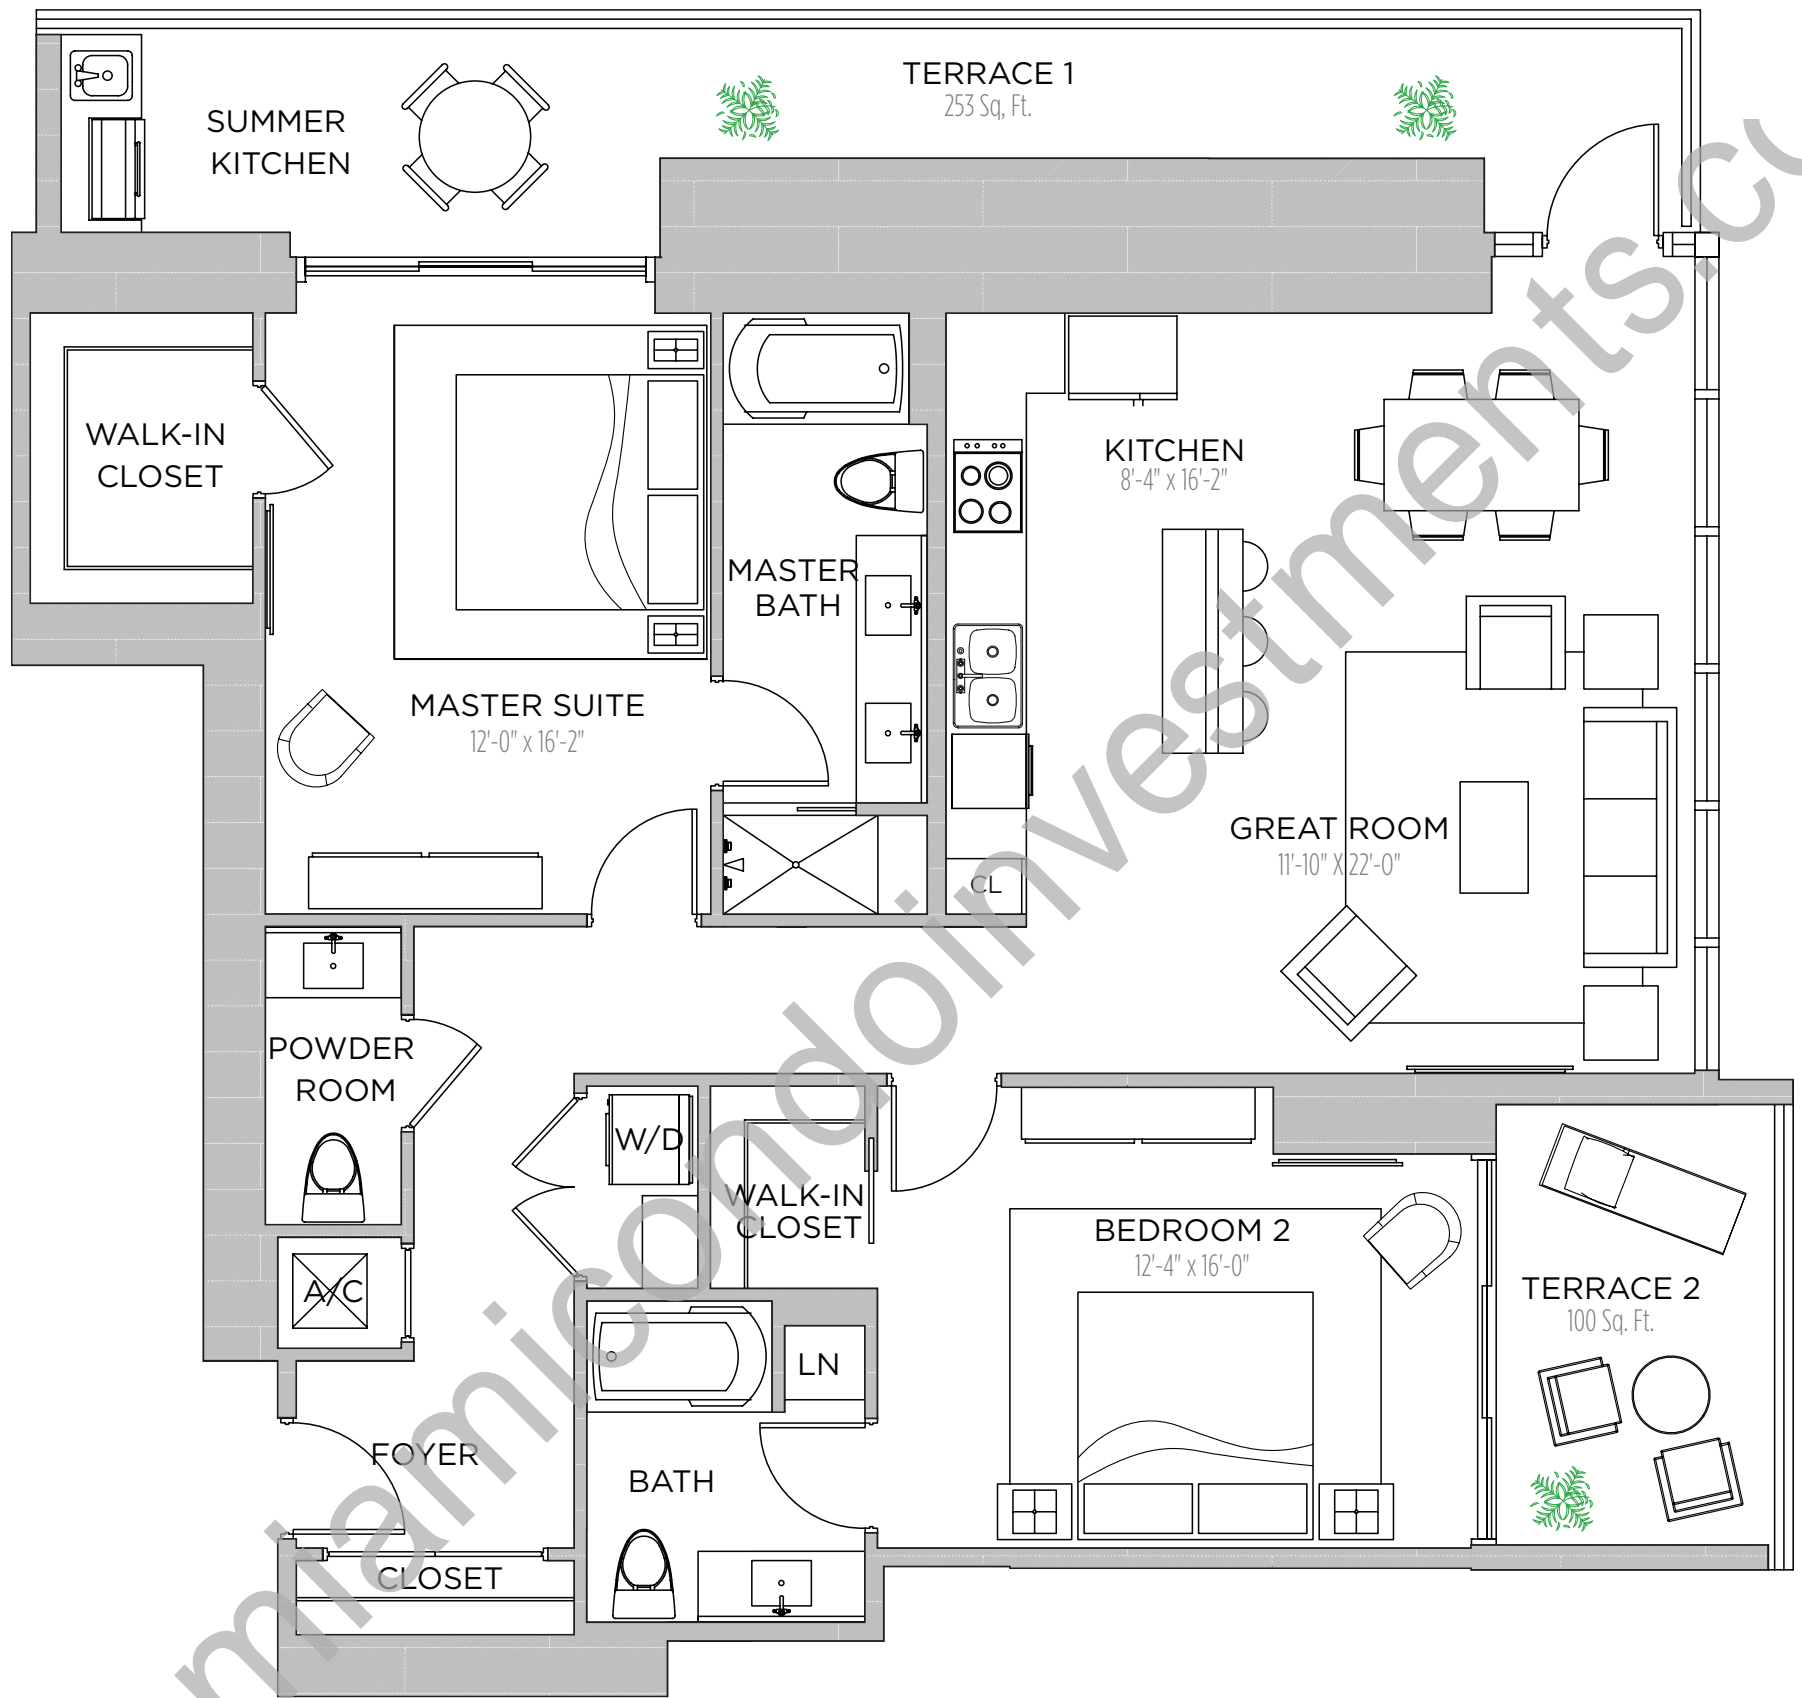 TERRACE 1
253 Sq, Ft.
SUMMER
KITCHEN
WALK-IN
CLOSET
KITCHEN
8'-4" x 16'-2"
MASTER
BATH
MASTER SUITE
12'-0" x 16'-2"
GREAT ROOM
11'-10" X 22'-0"
CL
POWDER
ROOM
W/D
WALK-IN
CLOSET
BEDROOM 2
12'-4" x 16'-0"
A/C
TERRACE 2
100 Sq. Ft.
LN
FOYER
BATH
CLOSET
miamicondoinvestments.co